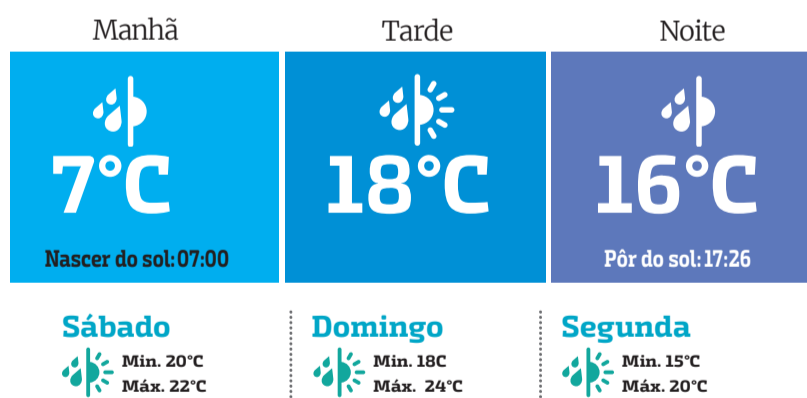 Manhã
Tarde
Noite
7°C
18°C
16°C
Nascer do sol:07:00
Pôr do sol:17:26
Sábado
Min. 20°C
Máx. 22°C
Domingo
Min. 18C
Máx. 24°C
Segunda
Min. 15°C
Máx. 20°C